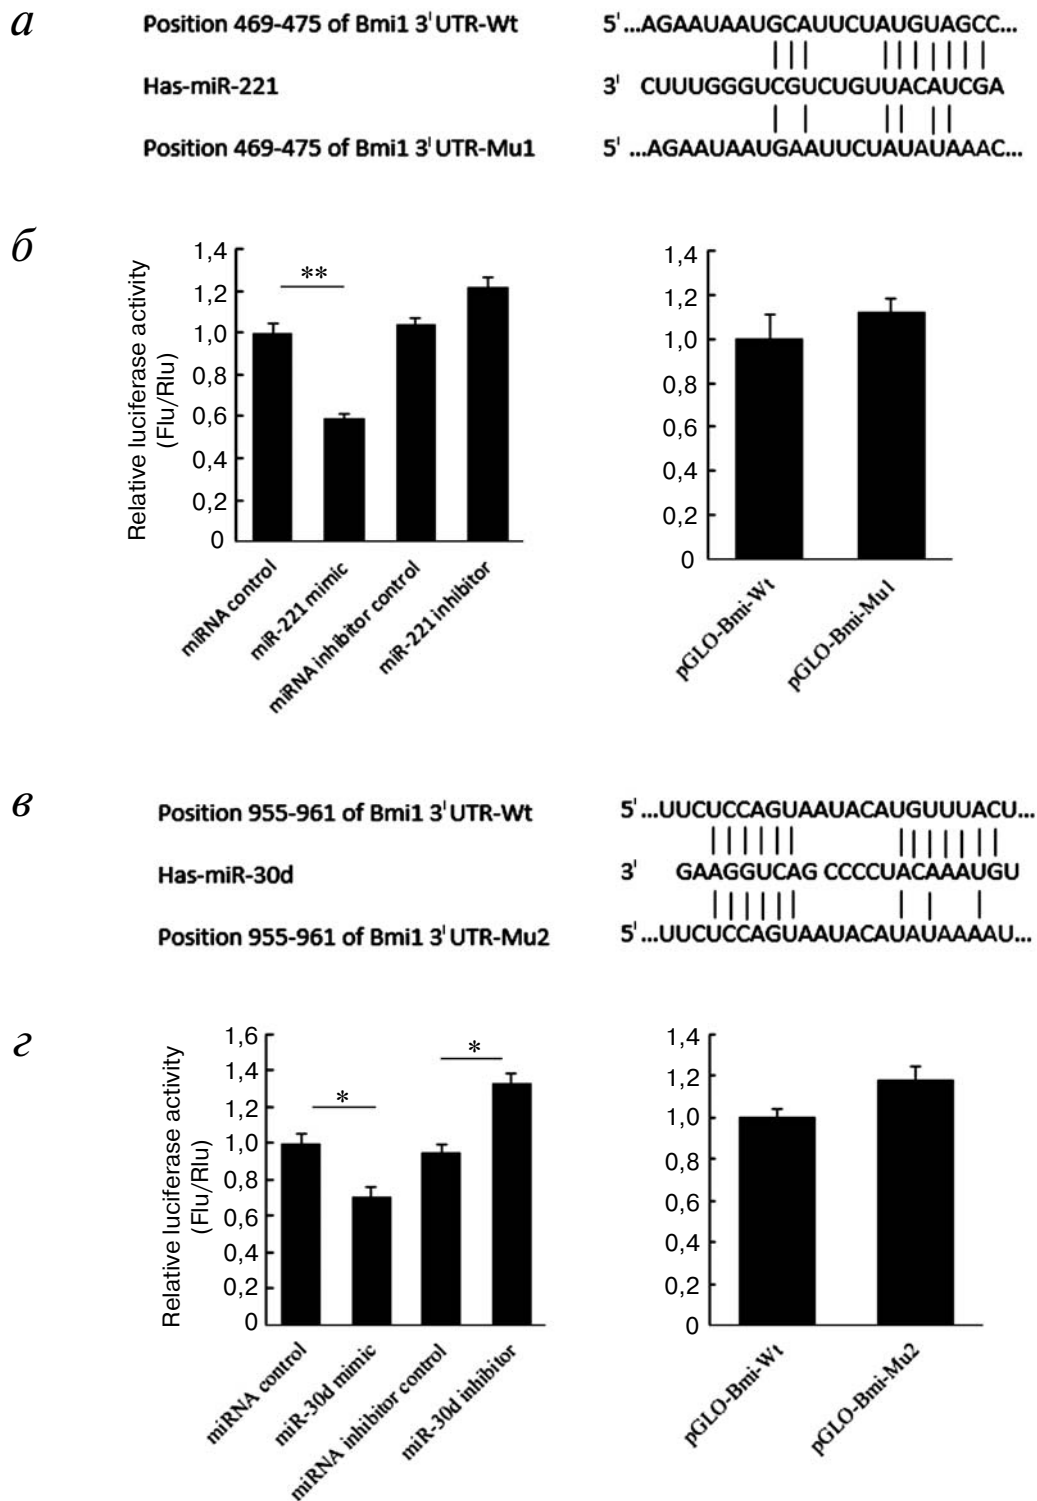 а
Position 469-475 of Bmi1 3'UTR-Wt 5'...AGAAUAAUGCAUUCUAUGUAGCC...
Has-miR-221 3' CUUUGGGUCGUCUGUUACAUCGA
Position 469-475 of Bmi1 3'UTR-Mu1 5'...AGAAUAAUGAAUUCUAUAUAAAC...
б
Relative luciferase activity
(Flu/Rlu)
1,4
1,2
1,0
0,8
0,6
0,4
0,2
0
**
miRNA control
miR-221 mimic
miRNA inhibitor control
miR-221 inhibitor
1,4
1,2
1,0
0,8
0,6
0,4
0,2
0
pGLO-Bmi-Wt
pGLO-Bmi-Mu1
в
Position 955-961 of Bmi1 3'UTR-Wt 5'...UUCUCCAGUAAUACAUGUUUACU...
Has-miR-30d 3' GAAGGUCAG CCCCUACAAAUGU
Position 955-961 of Bmi1 3'UTR-Mu2 5'...UUCUCCAGUAAUACAUAUAAAAU...
г
Relative luciferase activity
(Flu/Rlu)
1,6
1,4
1,2
1,0
0,8
0,6
0,4
0,2
0
*
*
miRNA control
miR-30d mimic
miRNA inhibitor control
miR-30d inhibitor
1,4
1,2
1,0
0,8
0,6
0,4
0,2
0
pGLO-Bmi-Wt
pGLO-Bmi-Mu2